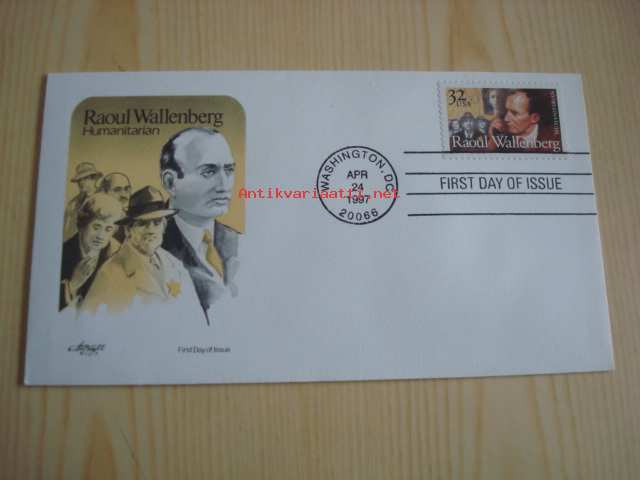 Raoul Wallenberg
Humanitarian
32
USA
Raoul Wallenberg
WASHINGTON, DC
APR
24
1997
20066
FIRST DAY OF ISSUE
Antikvariaatti.net
First Day of Issue